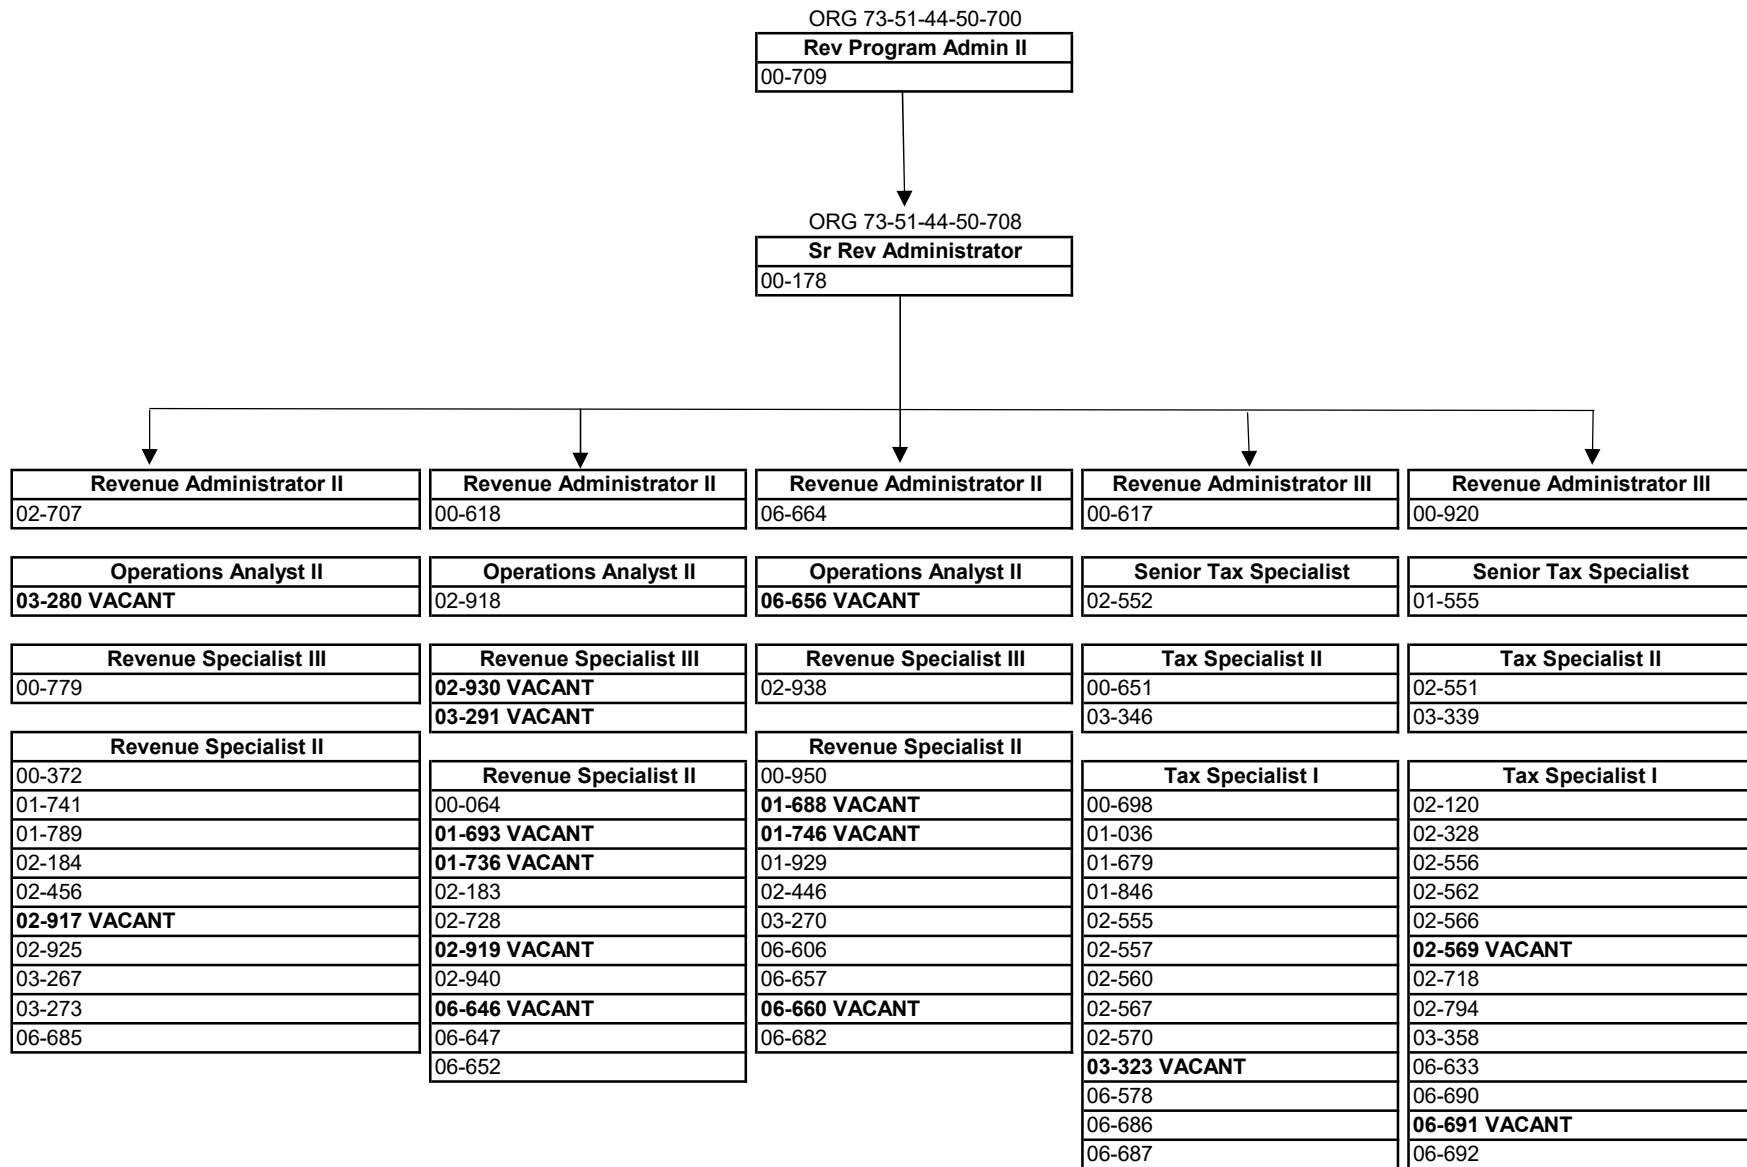 ORG 73-51-44-50-700
Rev Program Admin II
00-709
ORG 73-51-44-50-708
Sr Rev Administrator
00-178
Revenue Administrator II
02-707
Operations Analyst II
03-280 VACANT
Revenue Specialist III
00-779
Revenue Specialist II
00-372
01-741
01-789
02-184
02-456
02-917 VACANT
02-925
03-267
03-273
06-685
Revenue Administrator II
00-618
Operations Analyst II
02-918
Revenue Specialist III
02-930 VACANT
03-291 VACANT
Revenue Specialist II
00-064
01-693 VACANT
01-736 VACANT
02-183
02-728
02-919 VACANT
02-940
06-646 VACANT
06-647
06-652
Revenue Administrator II
06-664
Operations Analyst II
06-656 VACANT
Revenue Specialist III
02-938
Revenue Specialist II
00-950
01-688 VACANT
01-746 VACANT
01-929
02-446
03-270
06-606
06-657
06-660 VACANT
06-682
Revenue Administrator III
00-617
Senior Tax Specialist
02-552
Tax Specialist II
00-651
03-346
Tax Specialist I
00-698
01-036
01-679
01-846
02-555
02-557
02-560
02-567
02-570
03-323 VACANT
06-578
06-686
06-687
Revenue Administrator III
00-920
Senior Tax Specialist
01-555
Tax Specialist II
02-551
03-339
Tax Specialist I
02-120
02-328
02-556
02-562
02-566
02-569 VACANT
02-718
02-794
03-358
06-633
06-690
06-691 VACANT
06-692